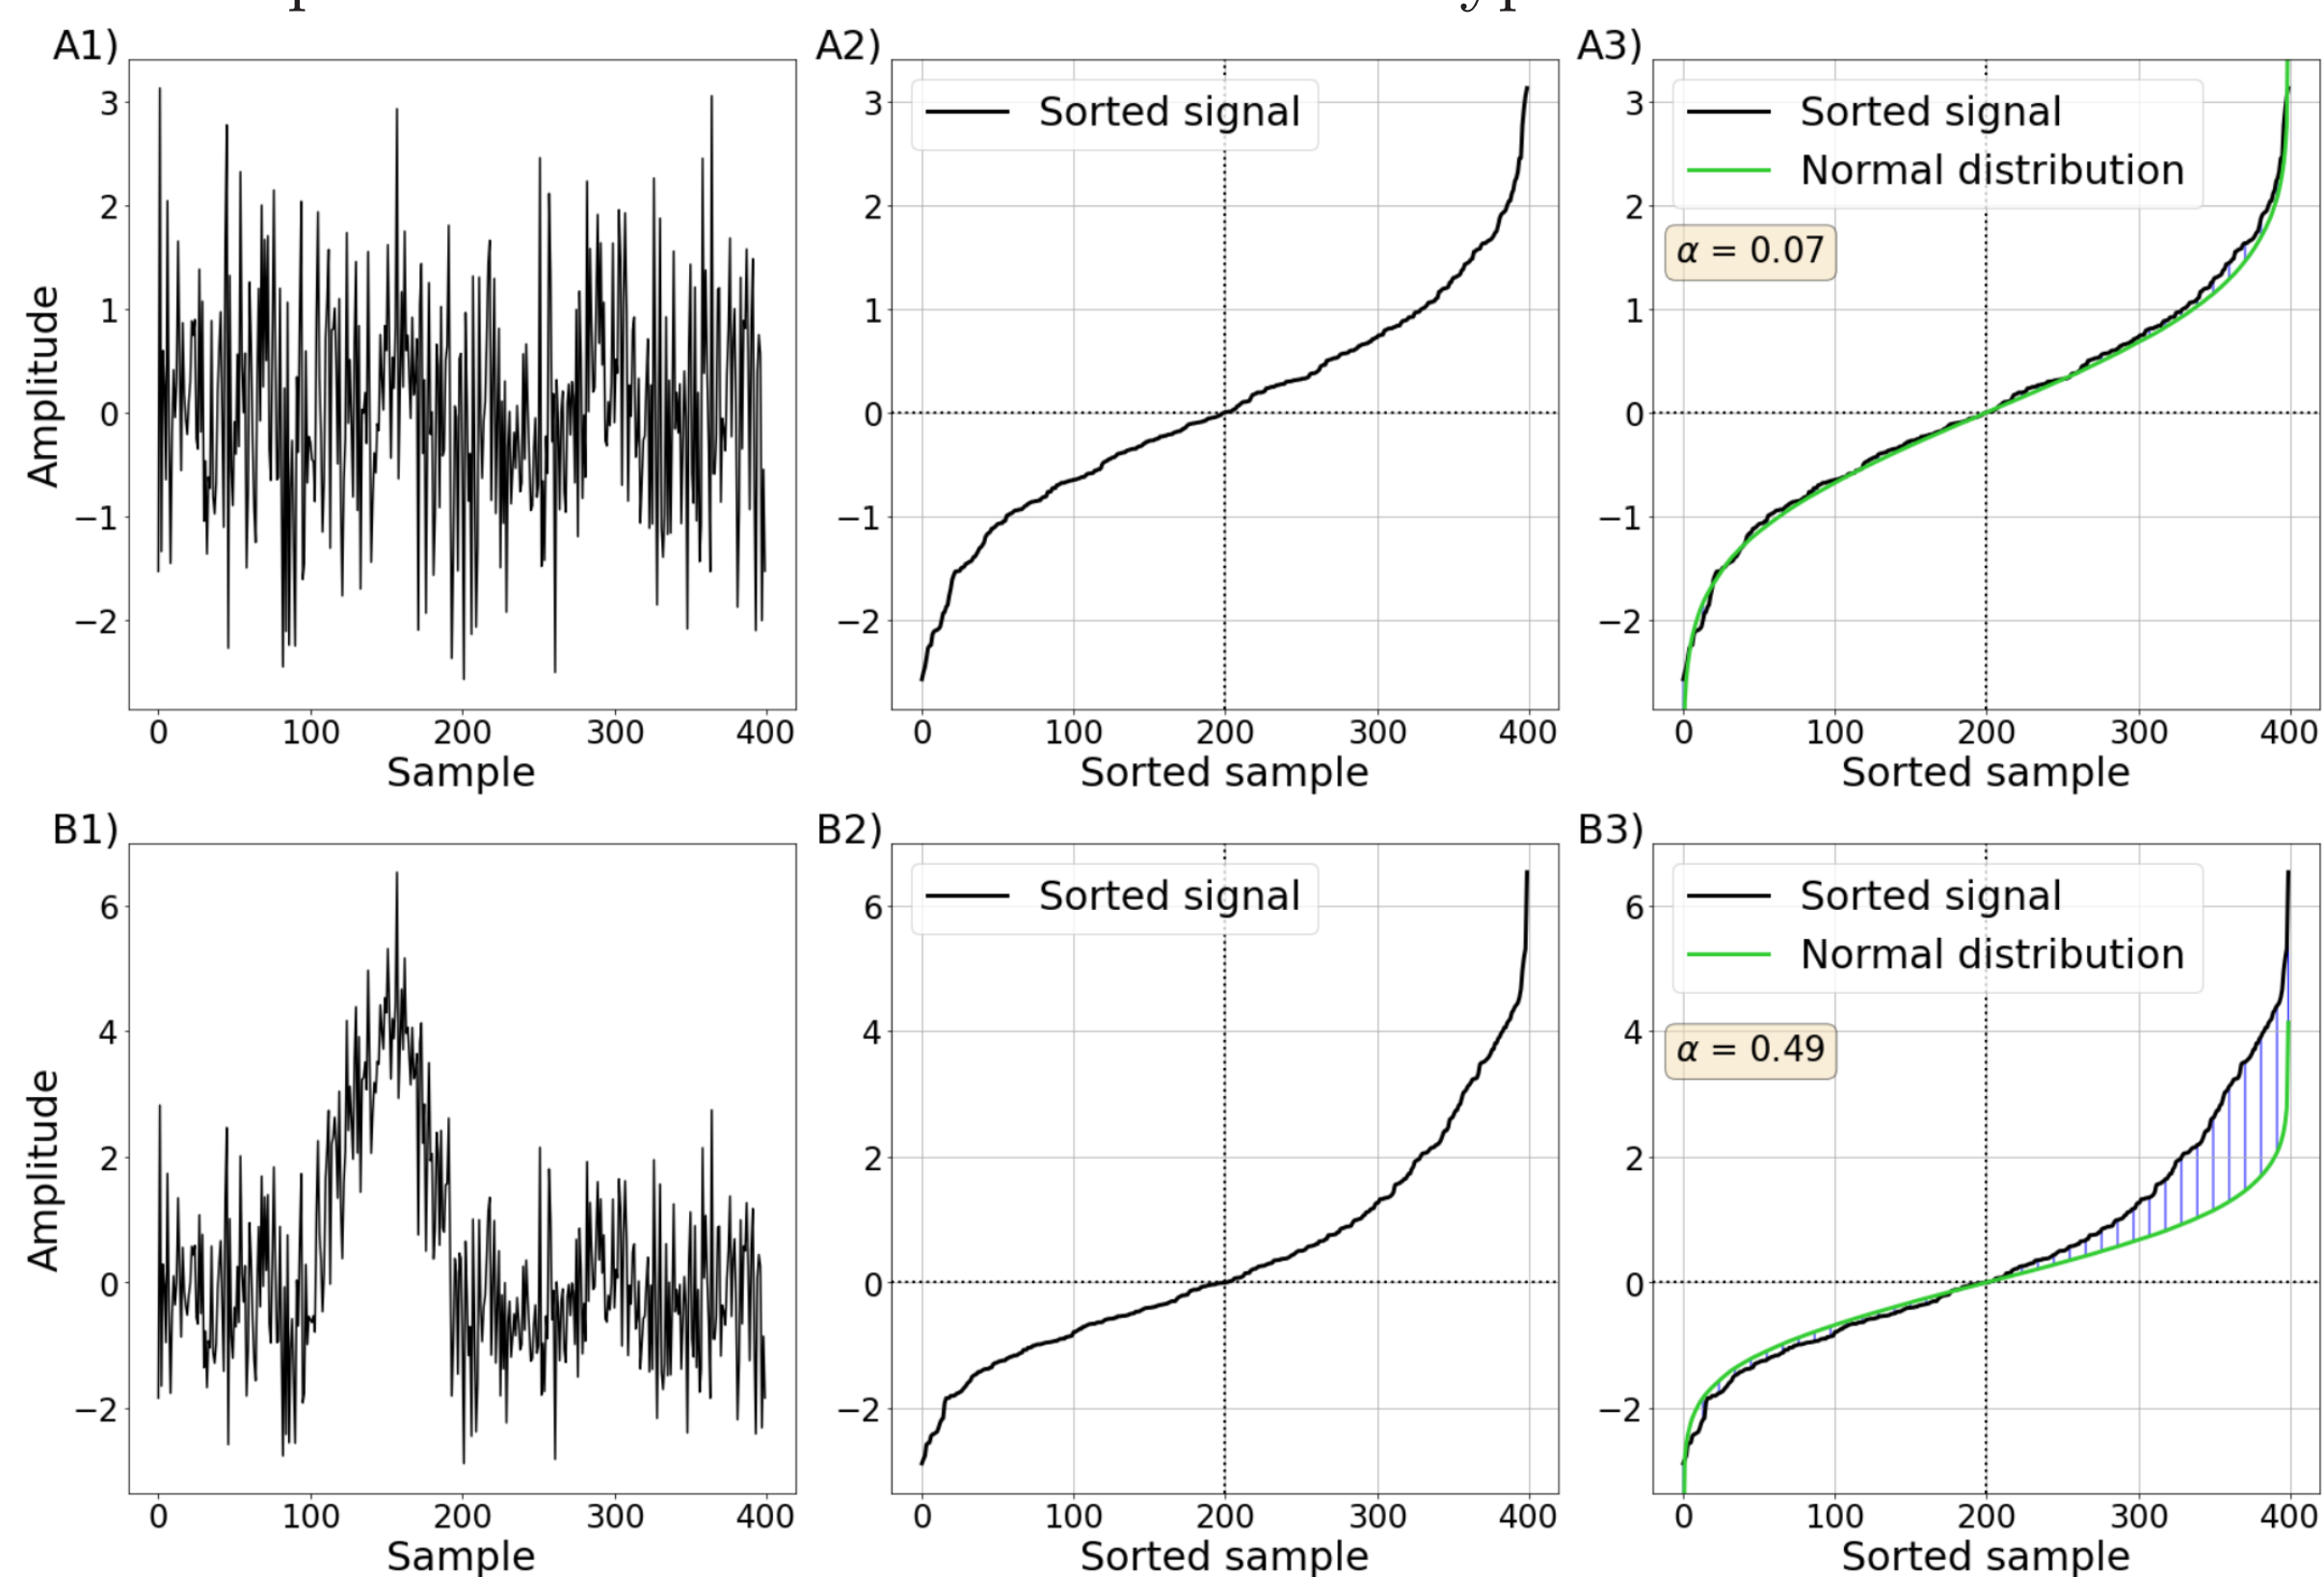 A1)
3
2
1
0
−1
−2
Amplitude
0 100 200 300 400
Sample
A2)
Sorted signal
3
2
1
0
−1
−2
0 100 200 300 400
Sorted sample
A3)
Sorted signal
Normal distribution
α = 0.07
3
2
1
0
−1
−2
0 100 200 300 400
Sorted sample
B1)
6
4
2
0
−2
Amplitude
0 100 200 300 400
Sample
B2)
Sorted signal
6
4
2
0
−2
0 100 200 300 400
Sorted sample
B3)
Sorted signal
Normal distribution
α = 0.49
6
4
2
0
−2
0 100 200 300 400
Sorted sample